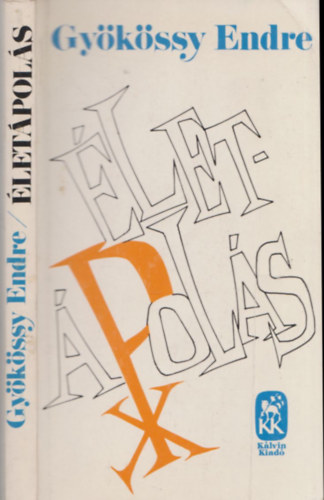 Gyökössy Endre / ÉLETÁPOLÁS
Gyökössy Endre
ÉLET-
ÁPOLÁS
X
KK
Kálvin
Kiadó